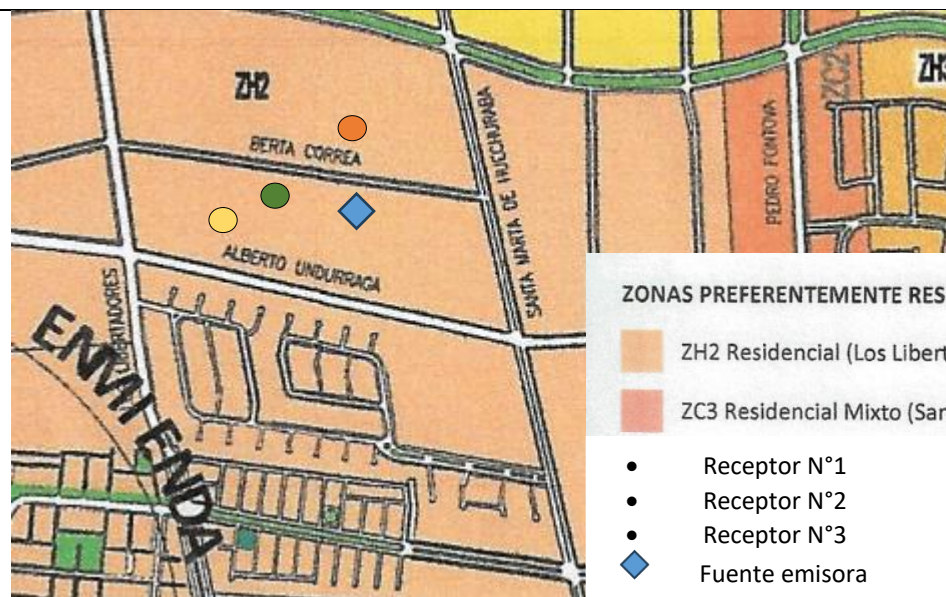 ZH2
BERTA CORREA
ALBERTO UNDURRAGA
SANTA MARTA DE HUECHURABA
PEDRO FONTOVA
ZC2
ZH3
LIBERTADORES
ENMIENDA
ZONAS PREFERENTEMENTE RES
ZH2 Residencial (Los Libert
ZC3 Residencial Mixto (San
• Receptor N°1
• Receptor N°2
• Receptor N°3
Fuente emisora